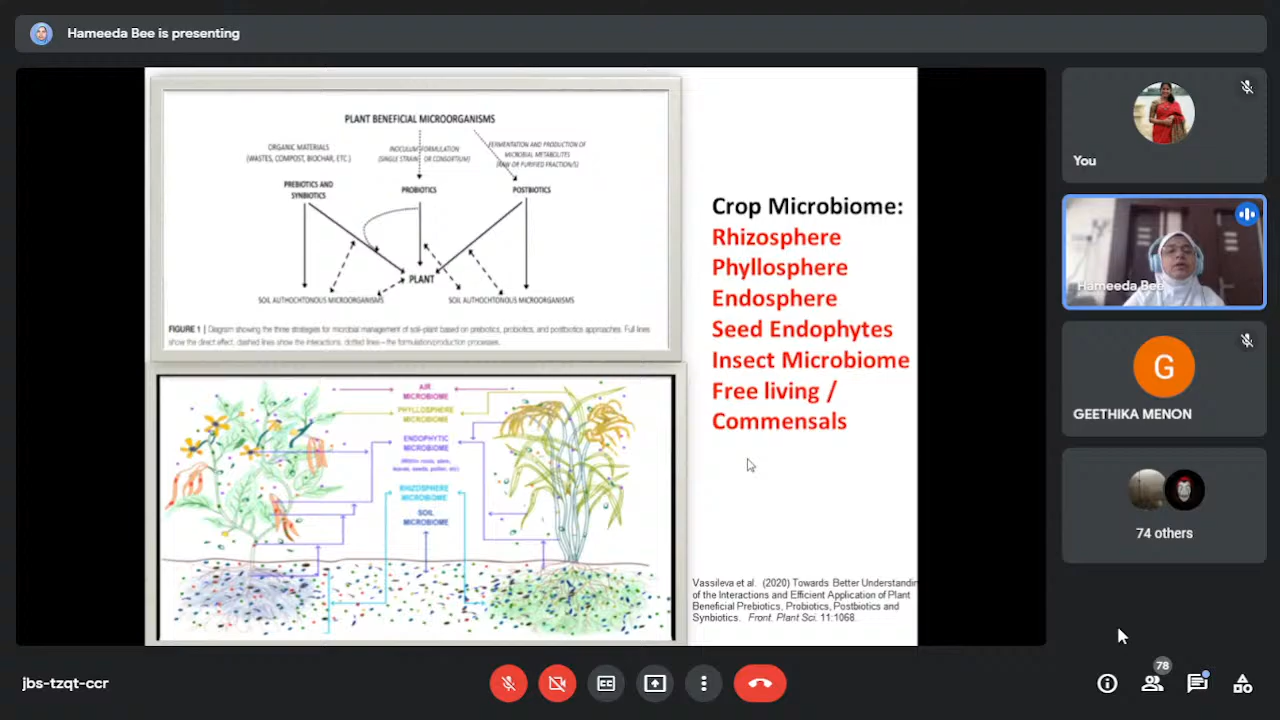 Hameeda Bee is presenting
PLANT BENEFICIAL MICROORGANISMS
ORGANIC MATERIALS
(WASTES, COMPOST, BIOCHAR, ETC.)
INOCULUM FORMULATION
(SINGLE STRAIN OR CONSORTIUM)
FERMENTATION AND PRODUCTION OF
MICROBIAL METABOLITES
(RAW OR PURIFIED FRACTION/S)
PREBIOTICS AND
SYNBIOTICS
PROBIOTICS
POSTBIOTICS
PLANT
SOIL AUTHOCHTONOUS MICROORGANISMS
SOIL AUTHOCHTONOUS MICROORGANISMS
FIGURE 1 | Diagram showing the three strategies for microbial management of soil-plant based on prebiotics, probiotics, and postbiotics approaches. Full lines
show the direct effect, dashed lines show the interactions, dotted lines—the formulation/production processes.
AIR
MICROBIOME
PHYLLOSPHERE
MICROBIOME
ENDOPHYTIC
MICROBIOME
(Within roots, stem,
leaves, seeds, pollen, etc)
RHIZOSPHERE
MICROBIOME
SOIL
MICROBIOME
Crop Microbiome:
Rhizosphere
Phyllosphere
Endosphere
Seed Endophytes
Insect Microbiome
Free living /
Commensals
Vassileva et al. (2020) Towards Better Understandin
of the Interactions and Efficient Application of Plant
Beneficial Prebiotics, Probiotics, Postbiotics and
Synbiotics. Front. Plant Sci. 11:1068.
You
Hameeda Bee
G
GEETHIKA MENON
74 others
jbs-tzqt-ccr
78